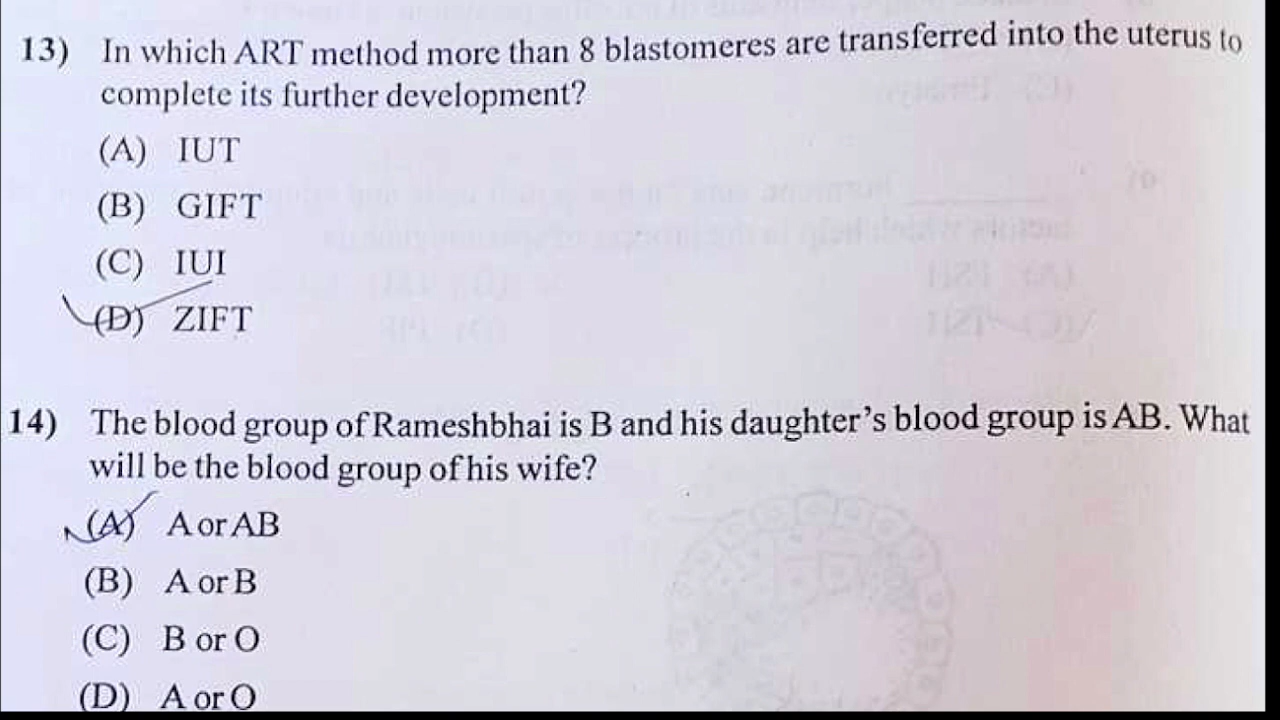 13) In which ART method more than 8 blastomeres are transferred into the uterus to
complete its further development?
(A) IUT
(B) GIFT
(C) IUI
(D) ZIFT
14) The blood group of Rameshbhai is B and his daughter's blood group is AB. What
will be the blood group of his wife?
(A) A or AB
(B) A or B
(C) B or O
(D) A or O